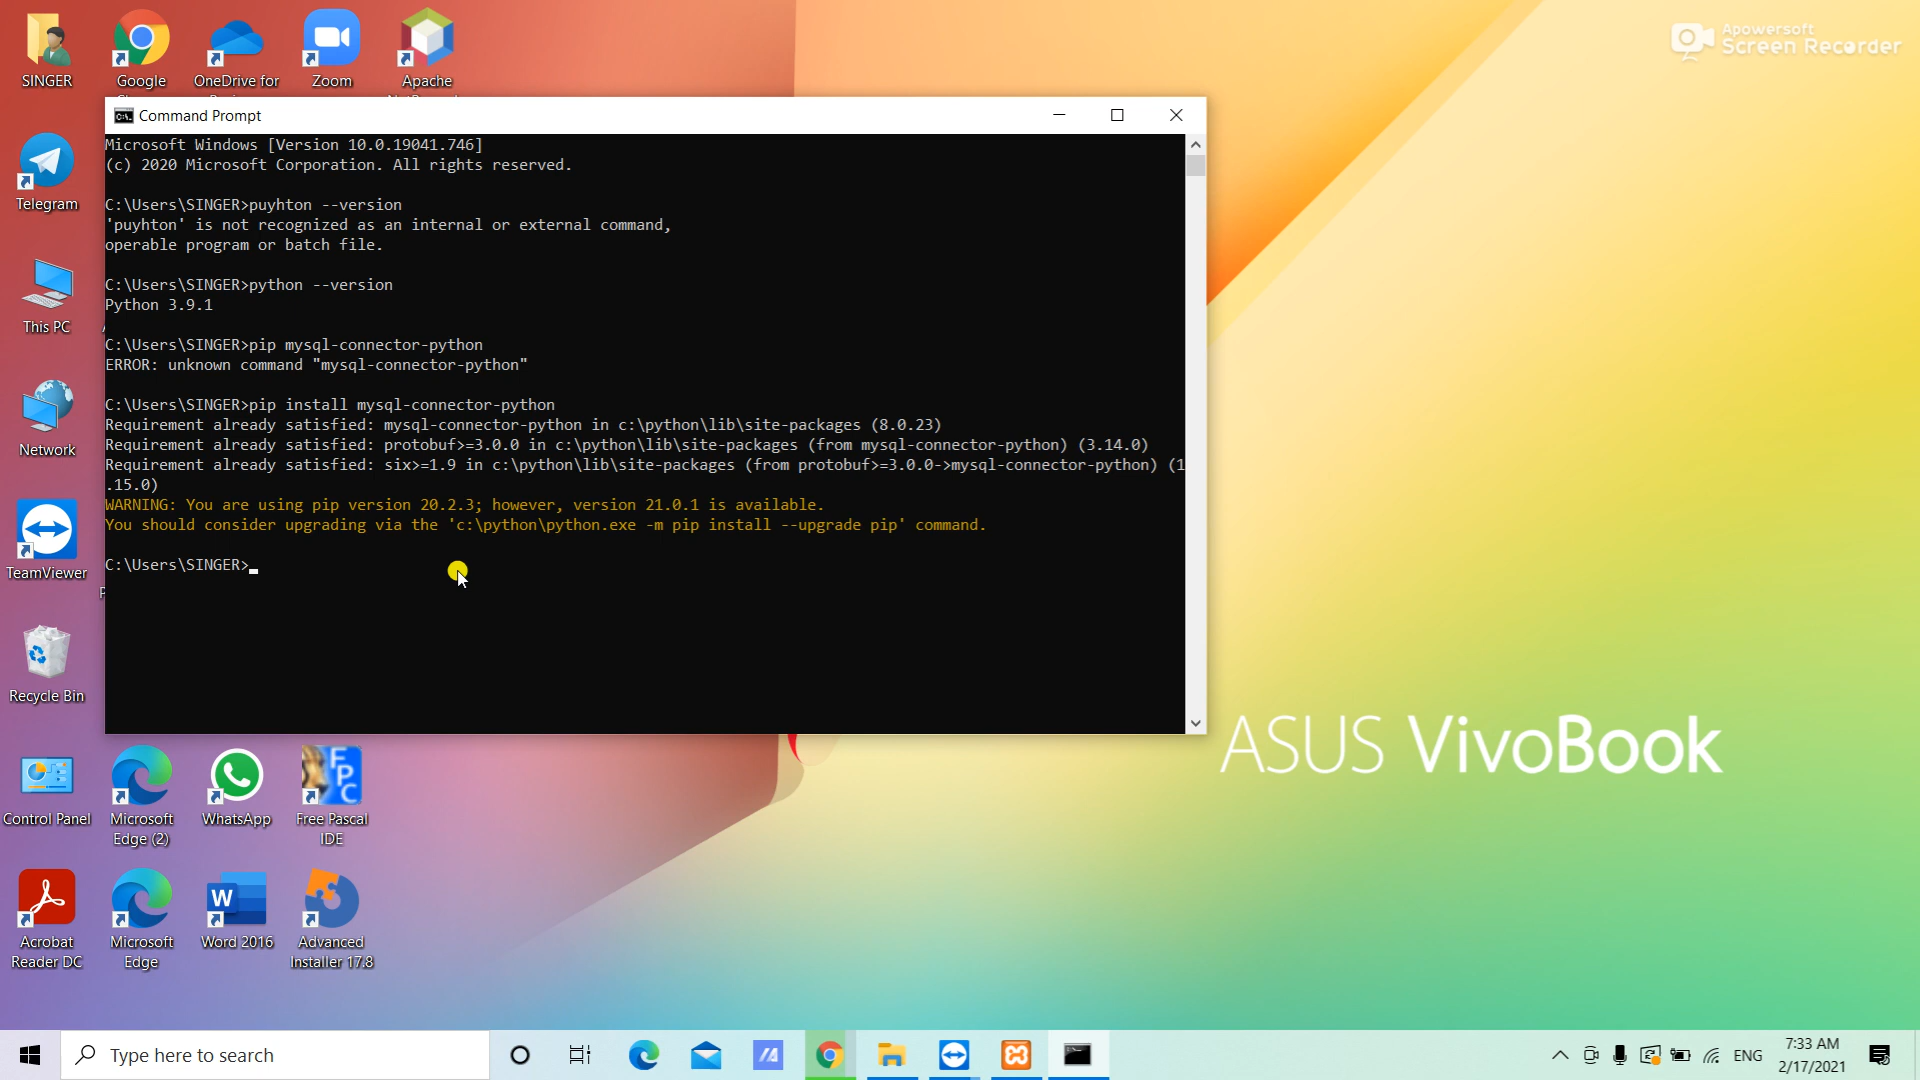 SINGER
Google
OneDrive for
Zoom
Apache
Apowersoft
Screen Recorder
Command Prompt
Microsoft Windows [Version 10.0.19041.746]
(c) 2020 Microsoft Corporation. All rights reserved.
C:\Users\SINGER>puyhton --version
'puyhton' is not recognized as an internal or external command,
operable program or batch file.
C:\Users\SINGER>python --version
Python 3.9.1
C:\Users\SINGER>pip mysql-connector-python
ERROR: unknown command "mysql-connector-python"
C:\Users\SINGER>pip install mysql-connector-python
Requirement already satisfied: mysql-connector-python in c:\python\lib\site-packages (8.0.23)
Requirement already satisfied: protobuf>=3.0.0 in c:\python\lib\site-packages (from mysql-connector-python) (3.14.0)
Requirement already satisfied: six>=1.9 in c:\python\lib\site-packages (from protobuf>=3.0.0->mysql-connector-python) (1
.15.0)
WARNING: You are using pip version 20.2.3; however, version 21.0.1 is available.
You should consider upgrading via the 'c:\python\python.exe -m pip install --upgrade pip' command.
C:\Users\SINGER>
Telegram
This PC
Network
TeamViewer
Recycle Bin
ASUS VivoBook
Control Panel
Microsoft
Edge (2)
WhatsApp
FPC
Free Pascal
IDE
Acrobat
Reader DC
Microsoft
Edge
W
Word 2016
Advanced
Installer 17.8
Type here to search
ENG
7:33 AM
2/17/2021